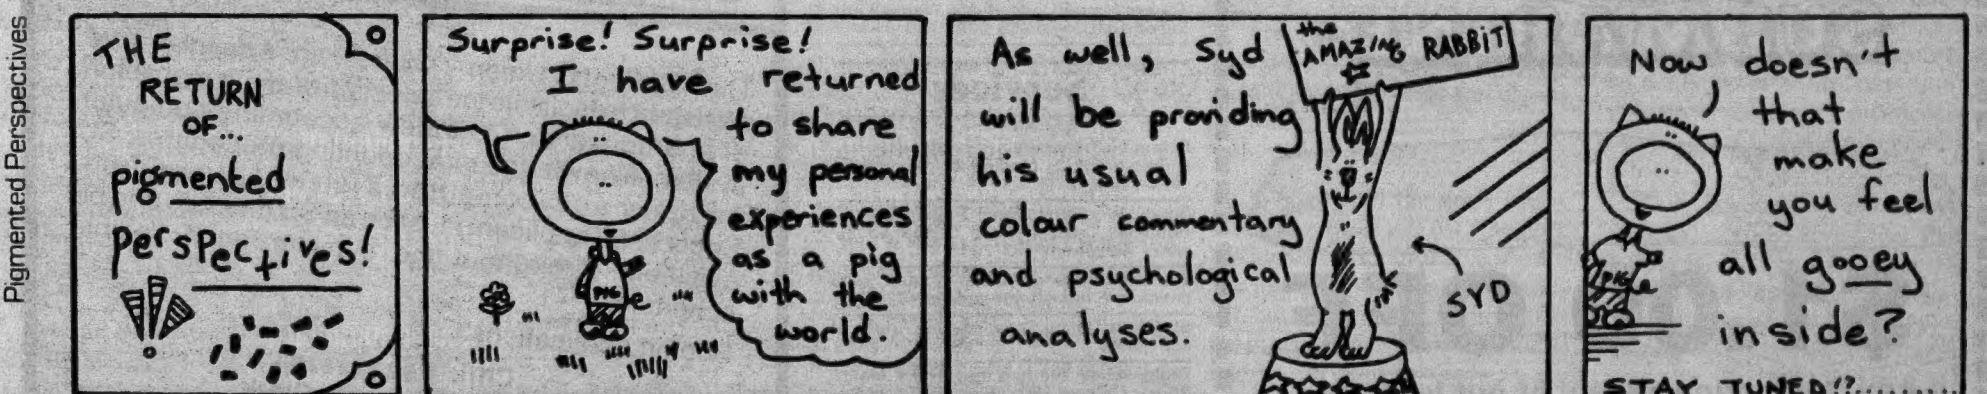 Pigmented Perspectives
THE
RETURN
OF...
pigmented
perspectives!
Surprise! Surprise!
I have returned
to share
my personal
experiences
as a pig
with the
world.
PIG
As well, Syd
will be providing
his usual
colour commentary
and psychological
analyses.
the
AMAZING RABBIT
SYD
Now doesn't
that
make
you feel
all gooey
inside?
PIG
STAY TUNED!?..........